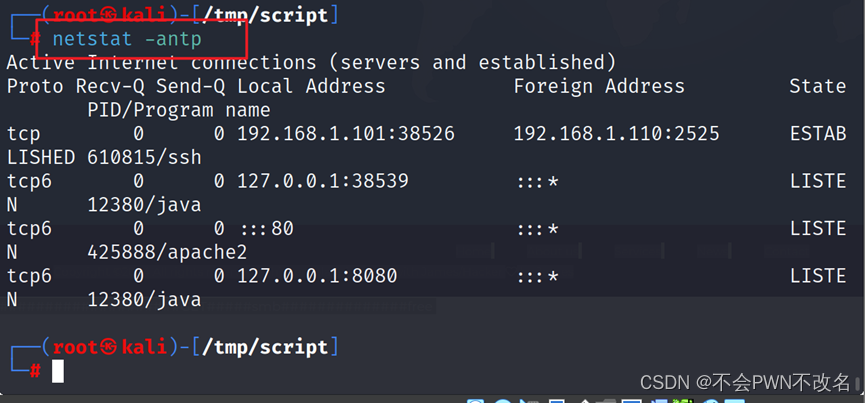 ┌──(root㉿kali)-[/tmp/script]
└─# netstat -antp
Active Internet connections (servers and established)
Proto Recv-Q Send-Q Local Address           Foreign Address         State
       PID/Program name
tcp        0      0 192.168.1.101:38526     192.168.1.110:2525      ESTAB
LISHED 610815/ssh
tcp6       0      0 127.0.0.1:38539         :::*                    LISTE
N      12380/java
tcp6       0      0 :::80                   :::*                    LISTE
N      425888/apache2
tcp6       0      0 127.0.0.1:8080          :::*                    LISTE
N      12380/java
┌──(root㉿kali)-[/tmp/script]
└─#
CSDN @不会PWN不改名